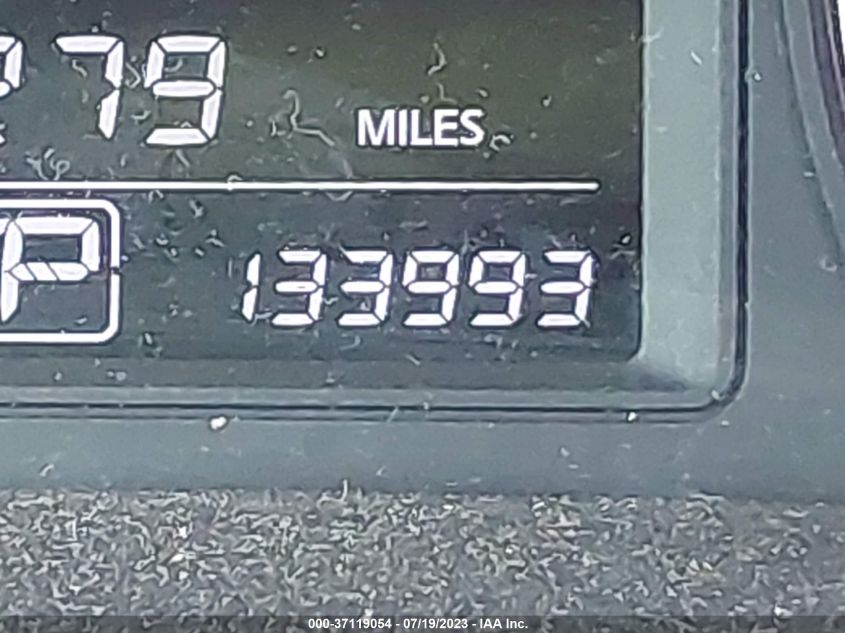 79 MILES
P 133993
000-37119054 - 07/19/2023 - IAA Inc.